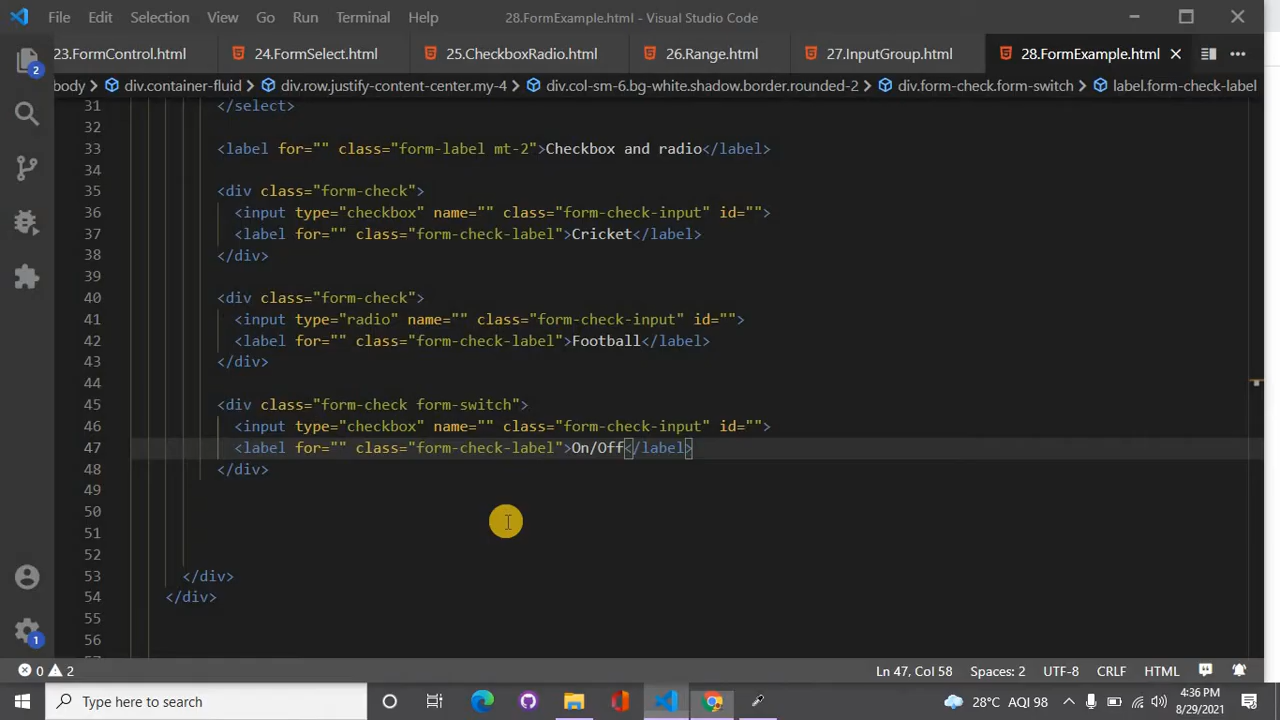 File Edit Selection View Go Run Terminal Help 28.FormExample.html - Visual Studio Code
23.FormControl.html 24.FormSelect.html 25.CheckboxRadio.html 26.Range.html 27.InputGroup.html 28.FormExample.html
body > div.container-fluid > div.row.justify-content-center.my-4 > div.col-sm-6.bg-white.shadow.border.rounded-2 > div.form-check.form-switch > label.form-check-label
31 </select>
32
33 <label for="" class="form-label mt-2">Checkbox and radio</label>
34
35 <div class="form-check">
36 <input type="checkbox" name="" class="form-check-input" id="">
37 <label for="" class="form-check-label">Cricket</label>
38 </div>
39
40 <div class="form-check">
41 <input type="radio" name="" class="form-check-input" id="">
42 <label for="" class="form-check-label">Football</label>
43 </div>
44
45 <div class="form-check form-switch">
46 <input type="checkbox" name="" class="form-check-input" id="">
47 <label for="" class="form-check-label">On/Off</label>
48 </div>
49
50
51
52
53 </div>
54 </div>
55
56
2
1
0 2 Ln 47, Col 58 Spaces: 2 UTF-8 CRLF HTML
Type here to search 28°C AQI 98 4:36 PM
8/29/2021